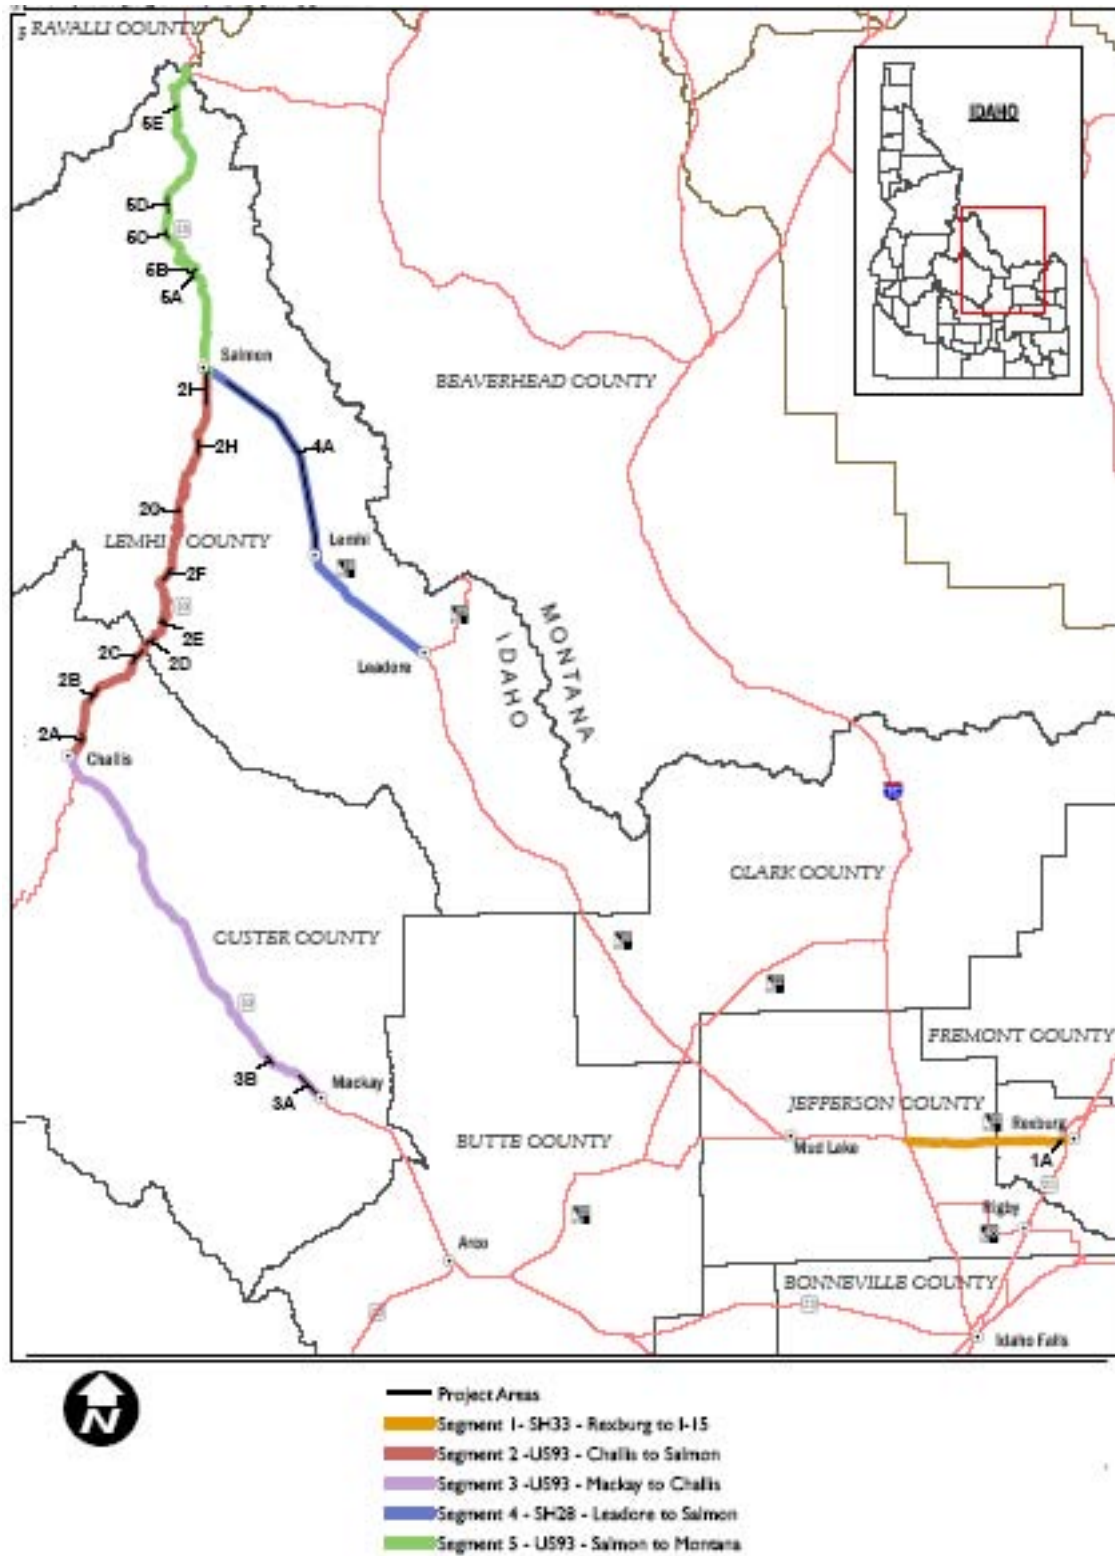 RAVALLI COUNTY
IDAHO
5E
5D
5C
5B
5A
Salmon
BEAVERHEAD COUNTY
2I
2H
4A
2G
LEMHI COUNTY
Lemhi
2F
2E
2C
2D
MONTANA
IDAHO
Leadore
2B
2A
Challis
15
CLARK COUNTY
CUSTER COUNTY
FREMONT COUNTY
3B
Mackay
3A
JEFFERSON COUNTY
Rexburg
BUTTE COUNTY
Mud Lake
1A
Rigby
Arco
BONNEVILLE COUNTY
Idaho Falls
N
Project Areas
Segment 1- SH33 - Rexburg to I-15
Segment 2 -US93 - Challis to Salmon
Segment 3 -US93 - Mackay to Challis
Segment 4 - SH28 - Leadore to Salmon
Segment 5 - US93 - Salmon to Montana